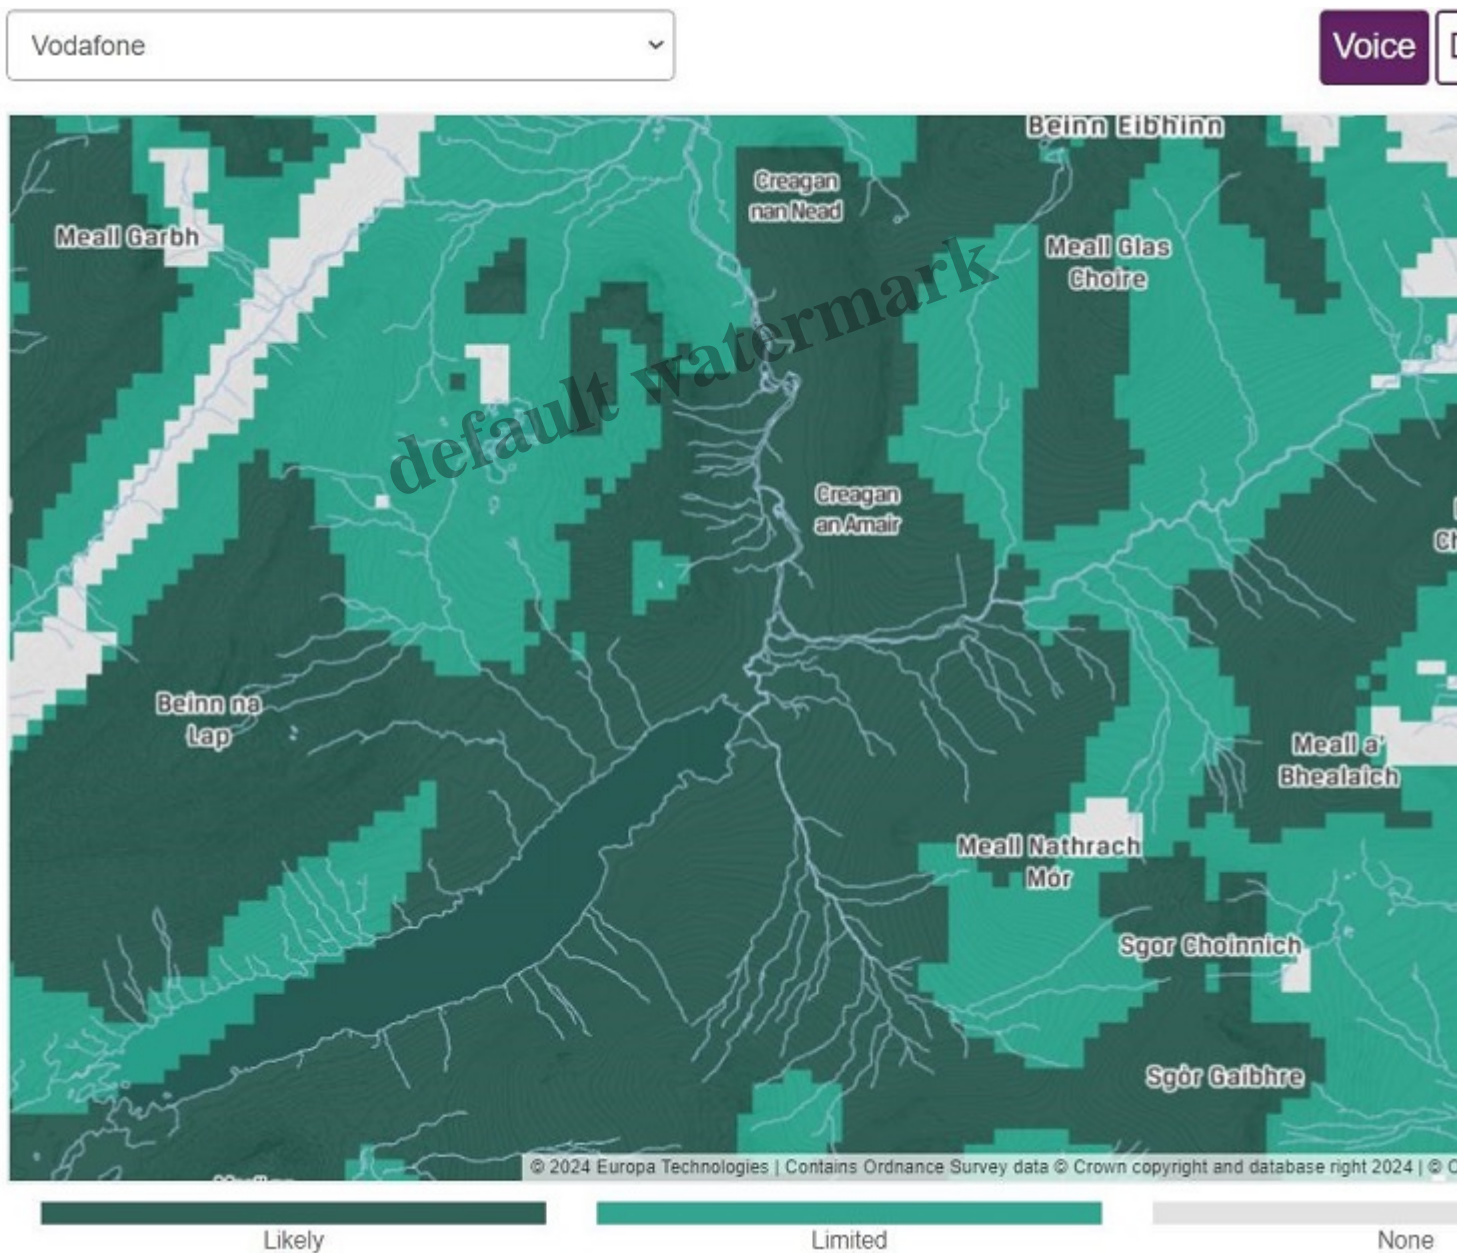 Vodafone
Voice
Beinn Eibhinn
Creagan
nan Nead
Meall Garbh
Meall Glas
Choire
default watermark
Creagan
an Amair
Beinn na
Lap
Meall a'
Bhealaich
Meall Nathrach
Mór
Sgor Choinnich
Sgòr Gaibhre
© 2024 Europa Technologies | Contains Ordnance Survey data © Crown copyright and database right 2024 | ©
Likely
Limited
None